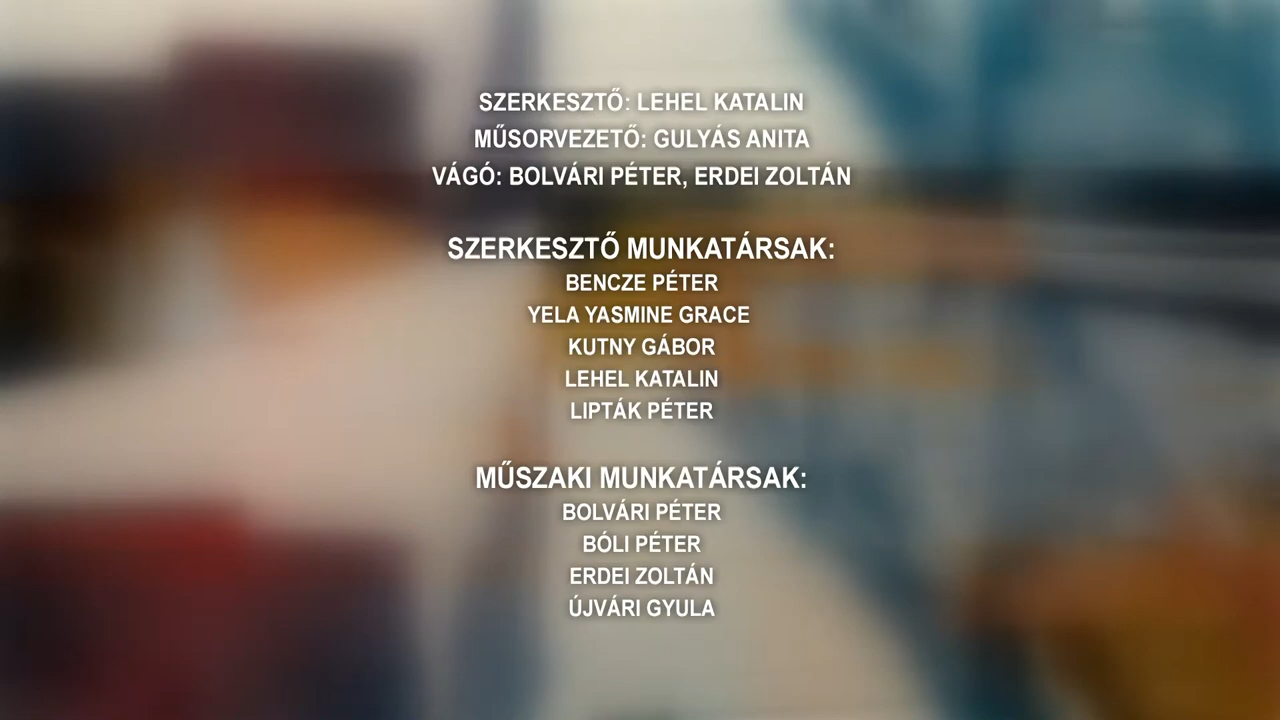 SZERKESZTŐ: LEHEL KATALIN
MŰSORVEZETŐ: GULYÁS ANITA
VÁGÓ: BOLVÁRI PÉTER, ERDEI ZOLTÁN
SZERKESZTŐ MUNKATÁRSAK:
BENCZE PÉTER
YELA YASMINE GRACE
KUTNY GÁBOR
LEHEL KATALIN
LIPTÁK PÉTER
MŰSZAKI MUNKATÁRSAK:
BOLVÁRI PÉTER
BÓLI PÉTER
ERDEI ZOLTÁN
ÚJVÁRI GYULA